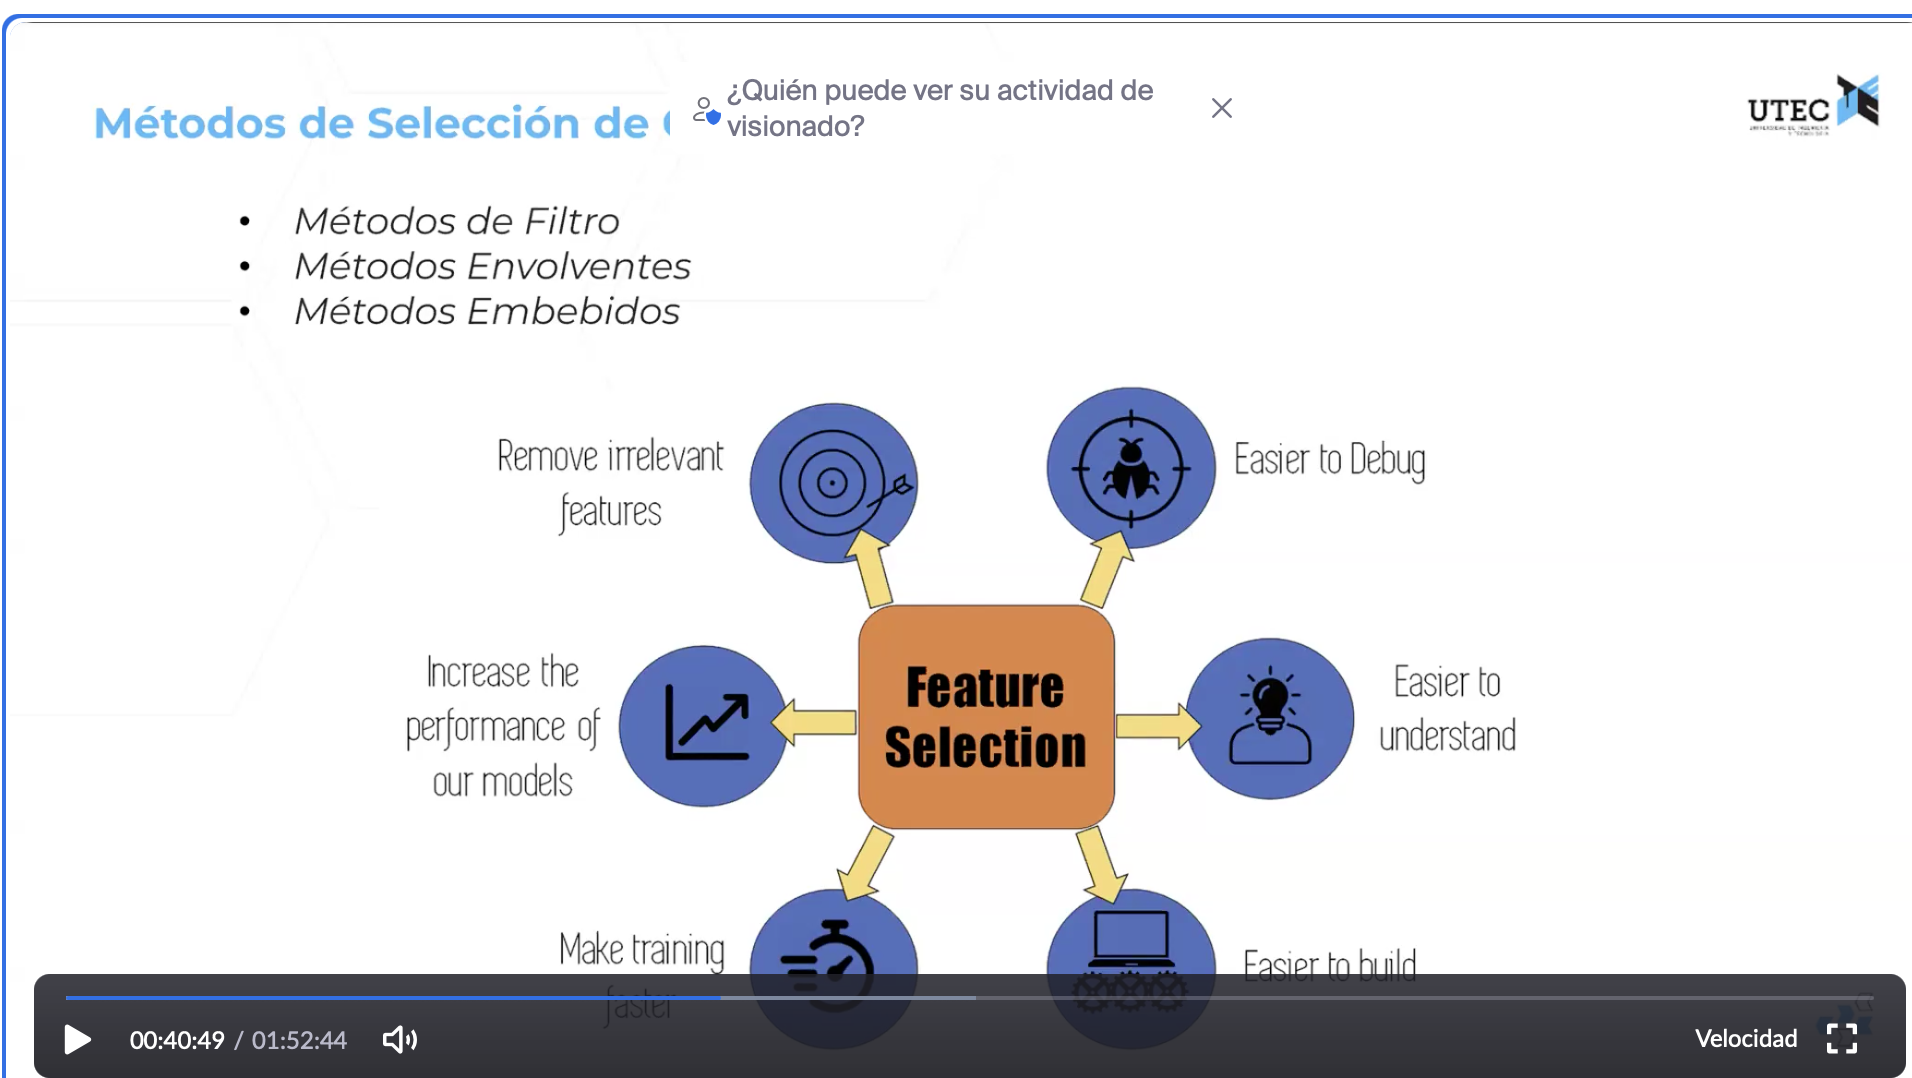 ¿Quién puede ver su actividad de
visionado?
Métodos de Selección de
UTEC
• Métodos de Filtro
• Métodos Envolventes
• Métodos Embebidos
Remove irrelevant
features
Easier to Debug
Increase the
performance of
our models
Feature
Selection
Easier to
understand
Make training
faster
Easier to build
00:40:49 / 01:52:44
Velocidad